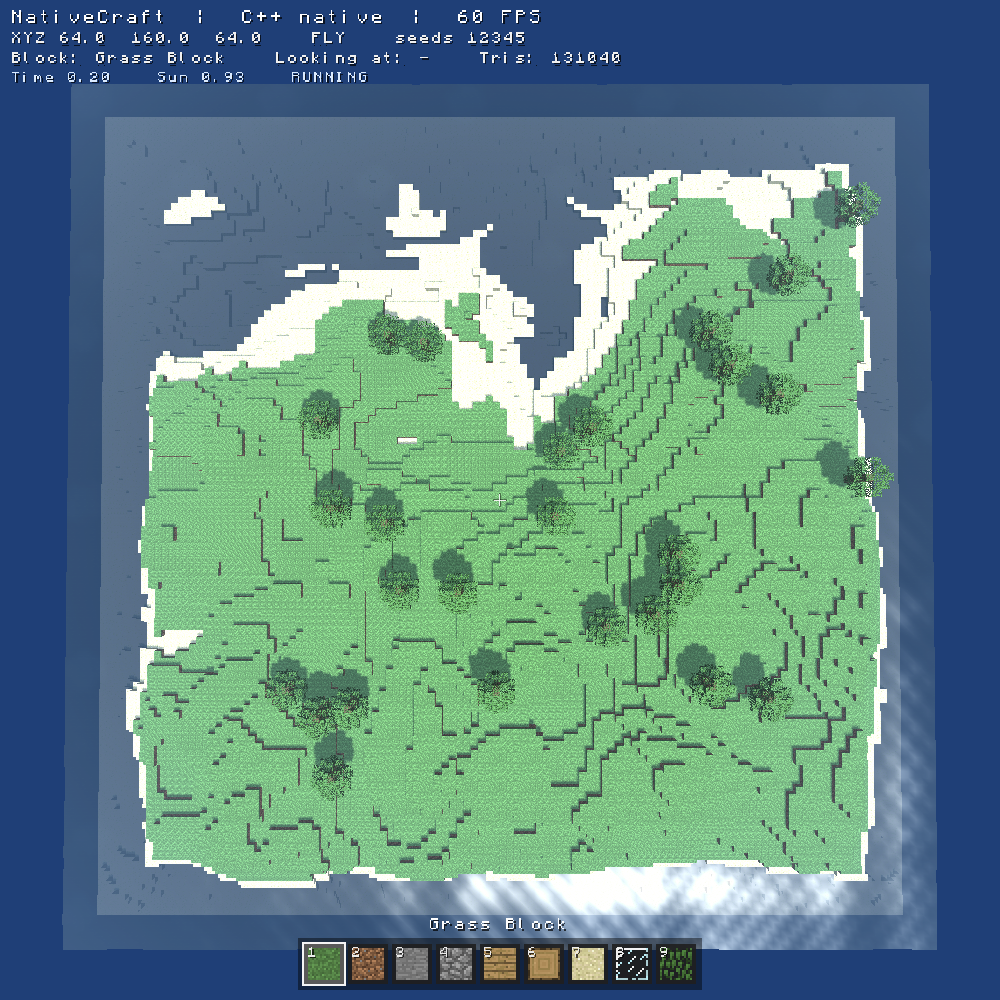 NativeCraft | C++ native | 60 FPS
XYZ 64.0 160.0 64.0 FLY seeds 12345
Block: Grass Block Looking at: - Tris: 131040
Time 0.20 Sun 0.93 RUNNING
Grass Block
1 2 3 4 5 6 7 8 9